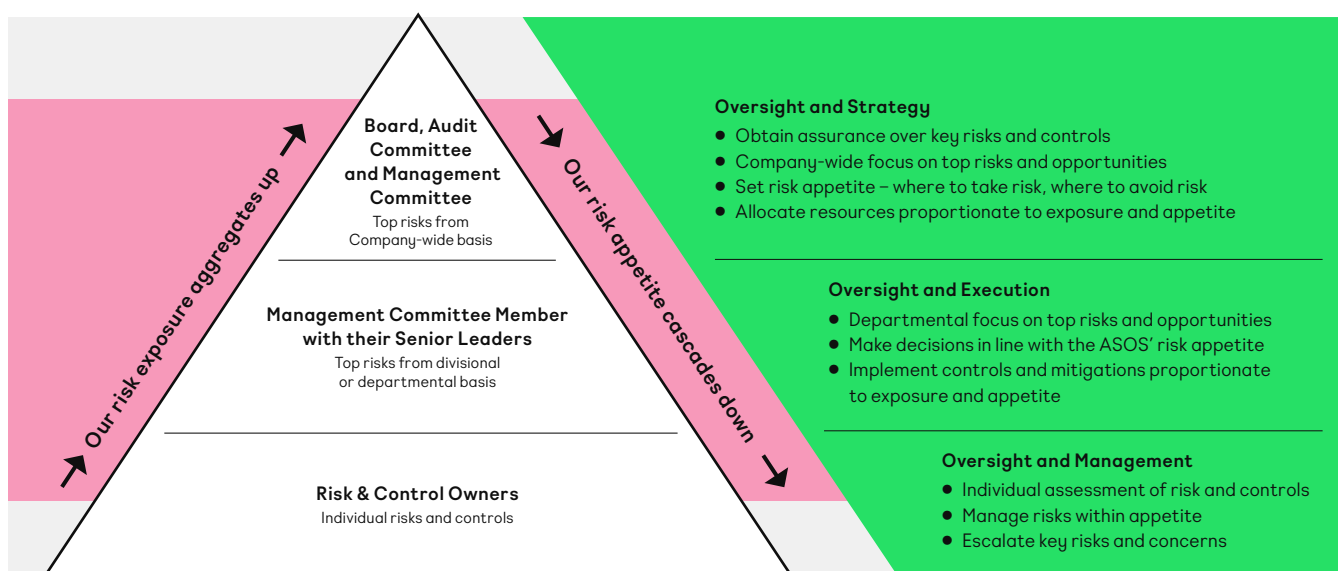 Our risk exposure aggregates up
Board, Audit
Committee
and Management
Committee
Top risks from
Company-wide basis
Management Committee Member
with their Senior Leaders
Top risks from divisional
or departmental basis
Risk & Control Owners
Individual risks and controls
Our risk appetite cascades down
Oversight and Strategy
● Obtain assurance over key risks and controls
● Company-wide focus on top risks and opportunities
● Set risk appetite – where to take risk, where to avoid risk
● Allocate resources proportionate to exposure and appetite
Oversight and Execution
● Departmental focus on top risks and opportunities
● Make decisions in line with the ASOS’ risk appetite
● Implement controls and mitigations proportionate
to exposure and appetite
Oversight and Management
● Individual assessment of risk and controls
● Manage risks within appetite
● Escalate key risks and concerns